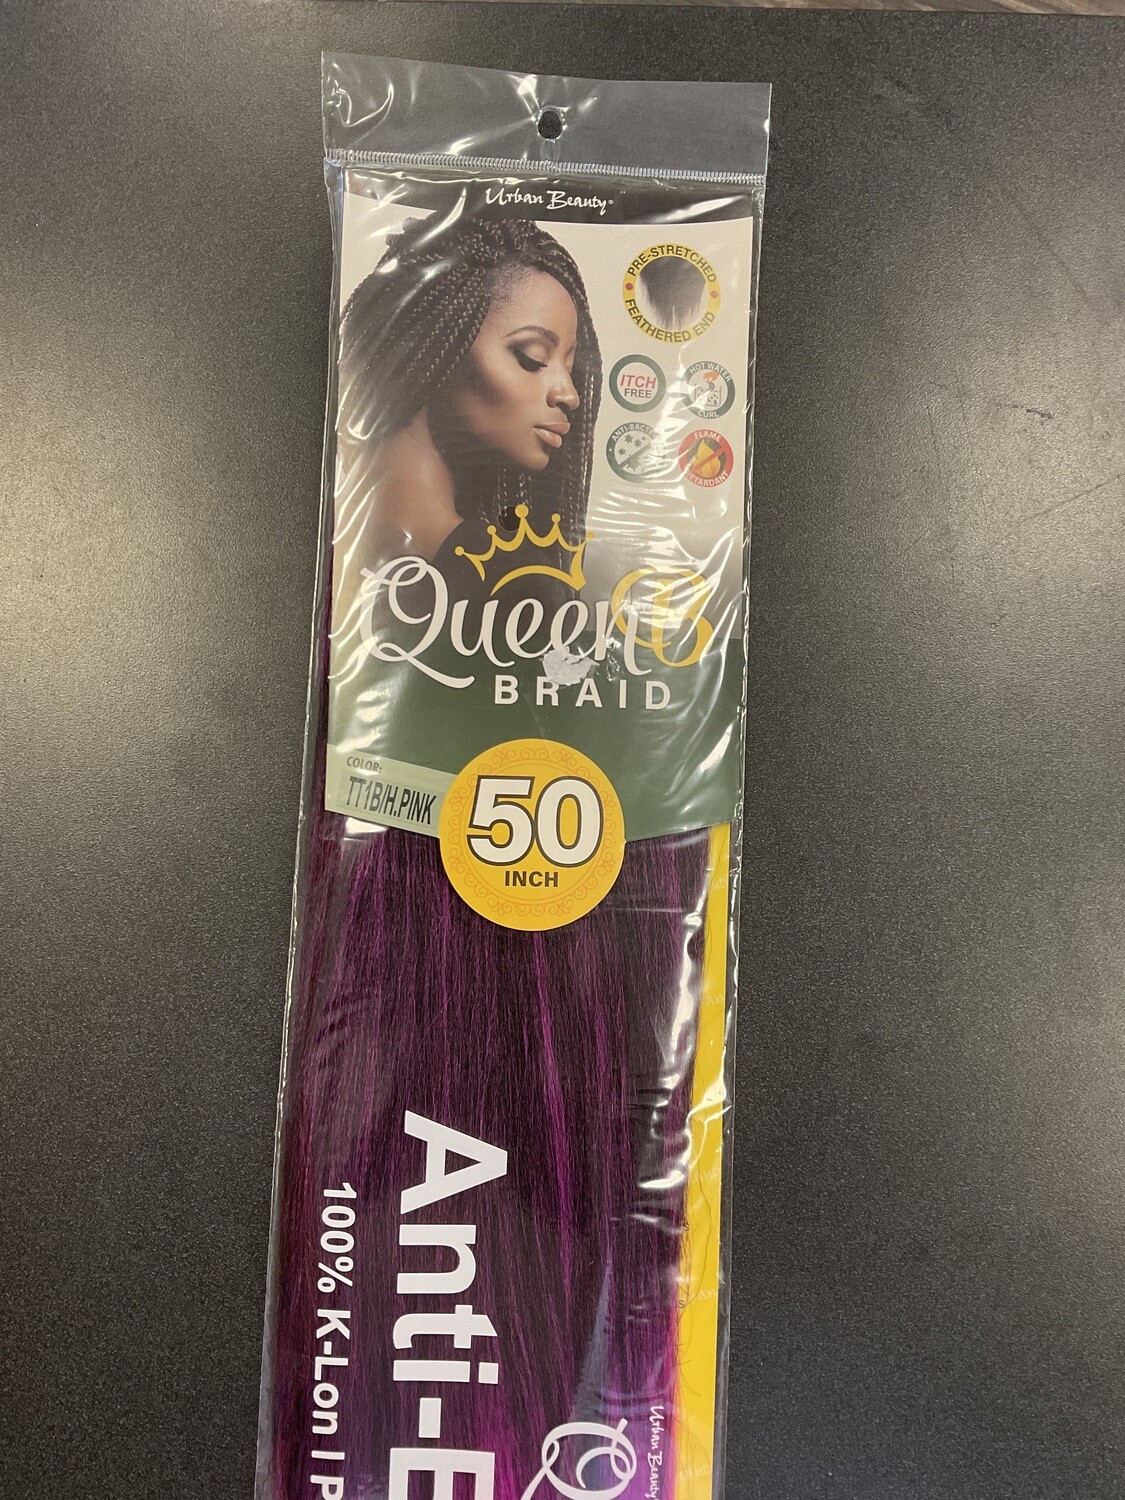 Urban Beauty
PRE-STRETCHED
FEATHERED END
ITCH
FREE
HOT WATER
CURL
FLAME
RETARDANT
QueenB
BRAID
COLOR:
TT1B/H.PINK
50
INCH
Anti-
100% K-Lon |
Urban Beauty